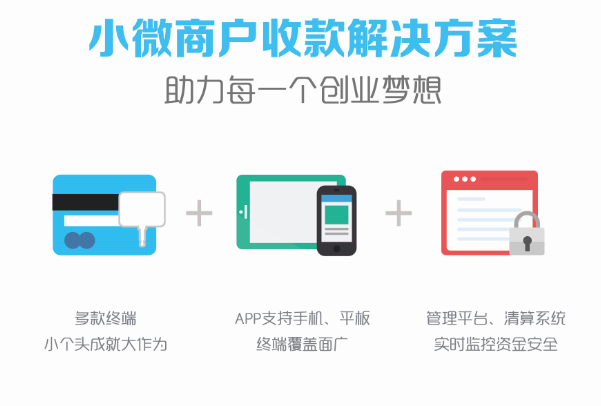 小微商户收款解决方案
助力每一个创业梦想
多款终端
小个头成就大作为
APP支持手机、平板
终端覆盖面广
管理平台、清算系统
实时监控资金安全